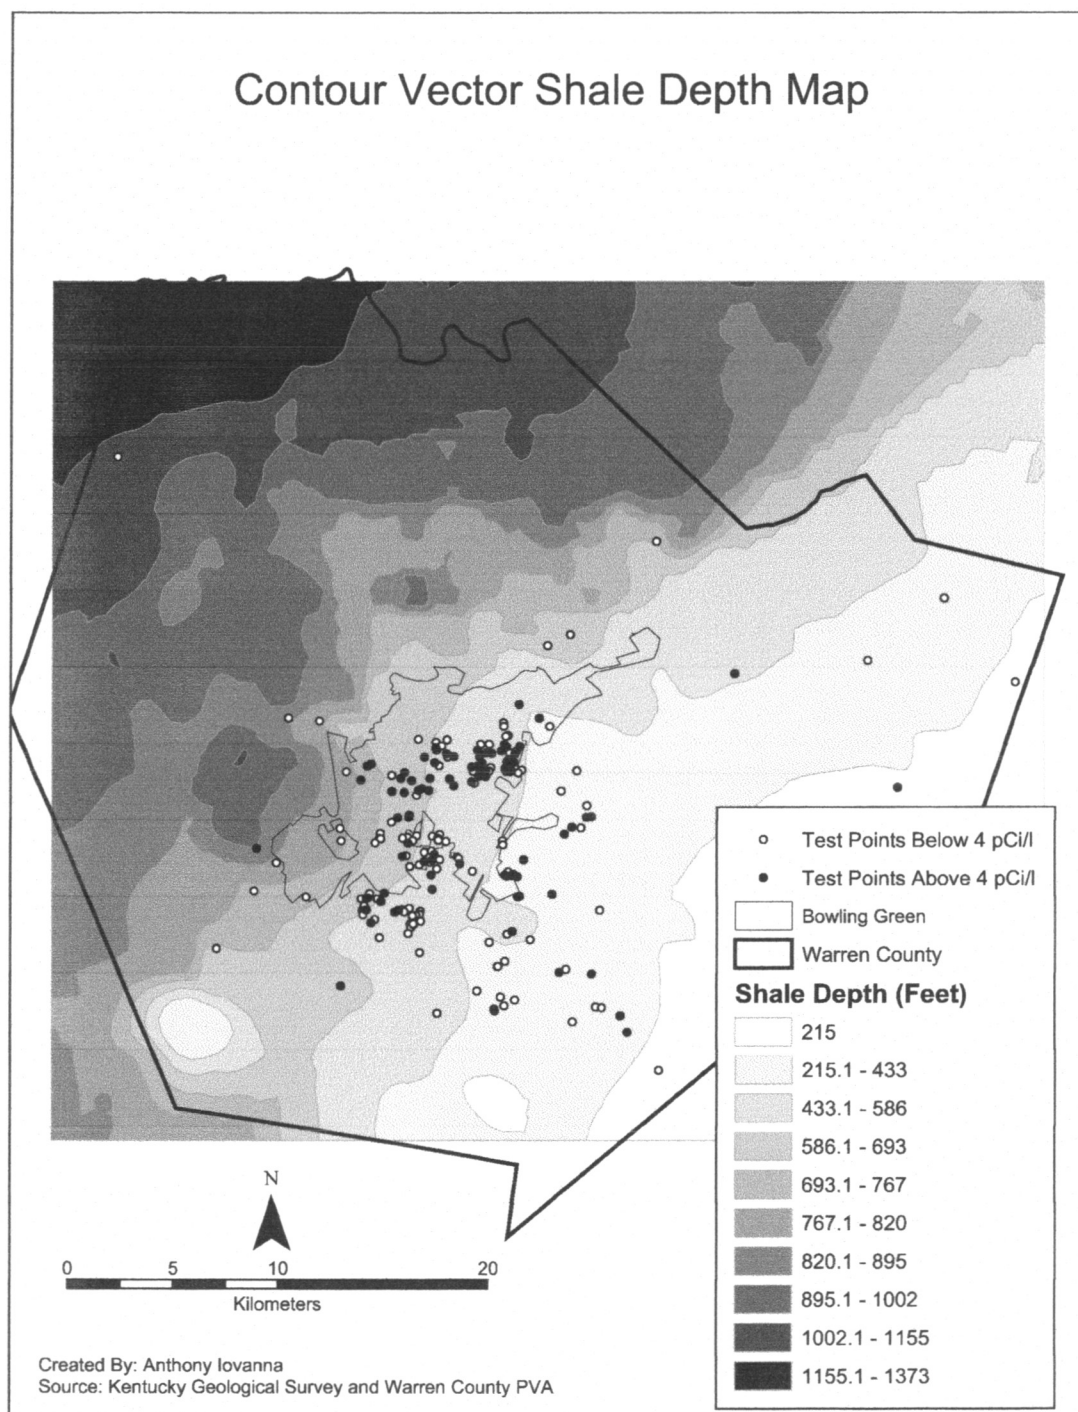 Contour Vector Shale Depth Map
Test Points Below 4 pCi/l
Test Points Above 4 pCi/l
Bowling Green
Warren County
Shale Depth (Feet)
215
215.1 - 433
433.1 - 586
586.1 - 693
693.1 - 767
767.1 - 820
820.1 - 895
895.1 - 1002
1002.1 - 1155
1155.1 - 1373
N
0 5 10 20
Kilometers
Created By: Anthony Iovanna
Source: Kentucky Geological Survey and Warren County PVA